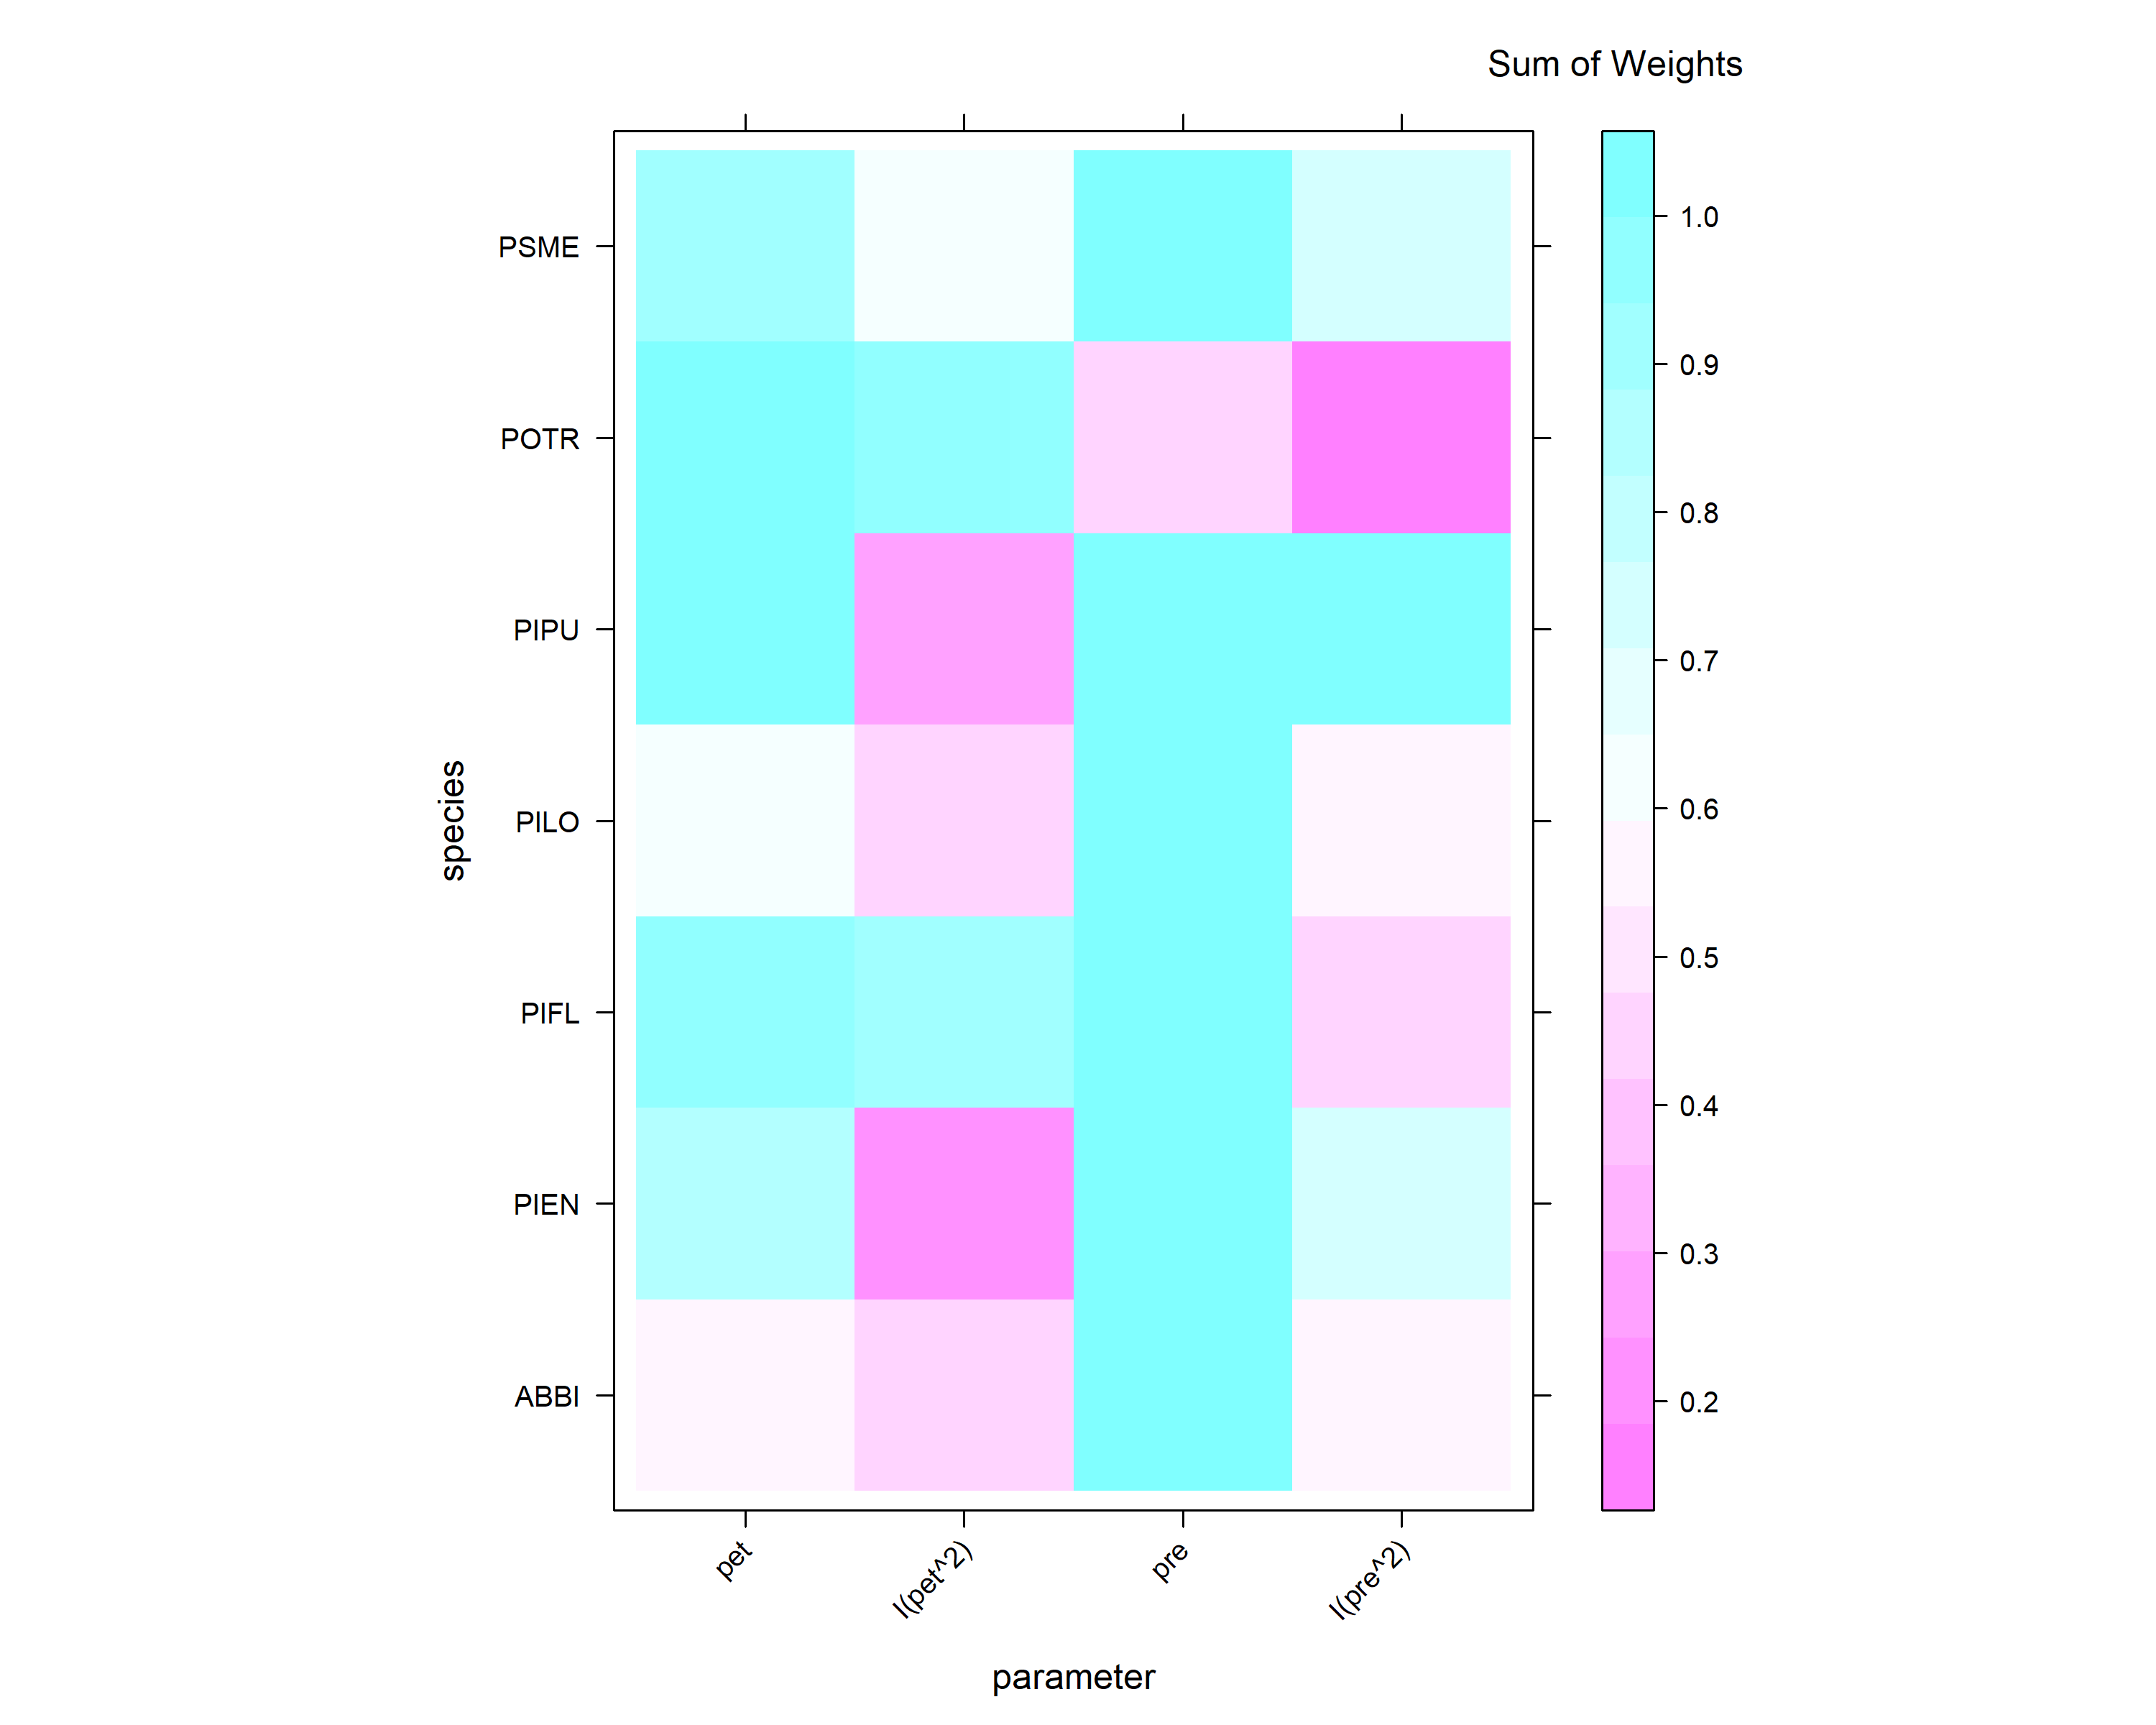 Sum of Weights
PSME
POTR
PIPU
PILO
PIFL
PIEN
ABBI
species
pet
I(pet^2)
pre
I(pre^2)
parameter
1.0
0.9
0.8
0.7
0.6
0.5
0.4
0.3
0.2